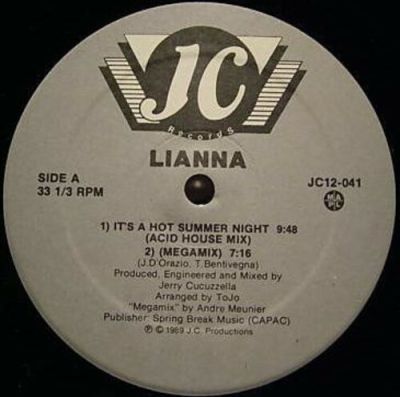 JC
Records
LIANNA
SIDE A
33 1/3 RPM
JC12-041
MAPL
1) IT'S A HOT SUMMER NIGHT 9:48
(ACID HOUSE MIX)
2) (MEGAMIX) 7:16
(J.D'Orazio, T.Bentivegna)
Produced, Engineered and Mixed by
Jerry Cucuzzella
Arranged by ToJo
"Megamix" by Andre Meunier
Publisher: Spring Break Music (CAPAC)
℗ © 1989 J.C. Productions